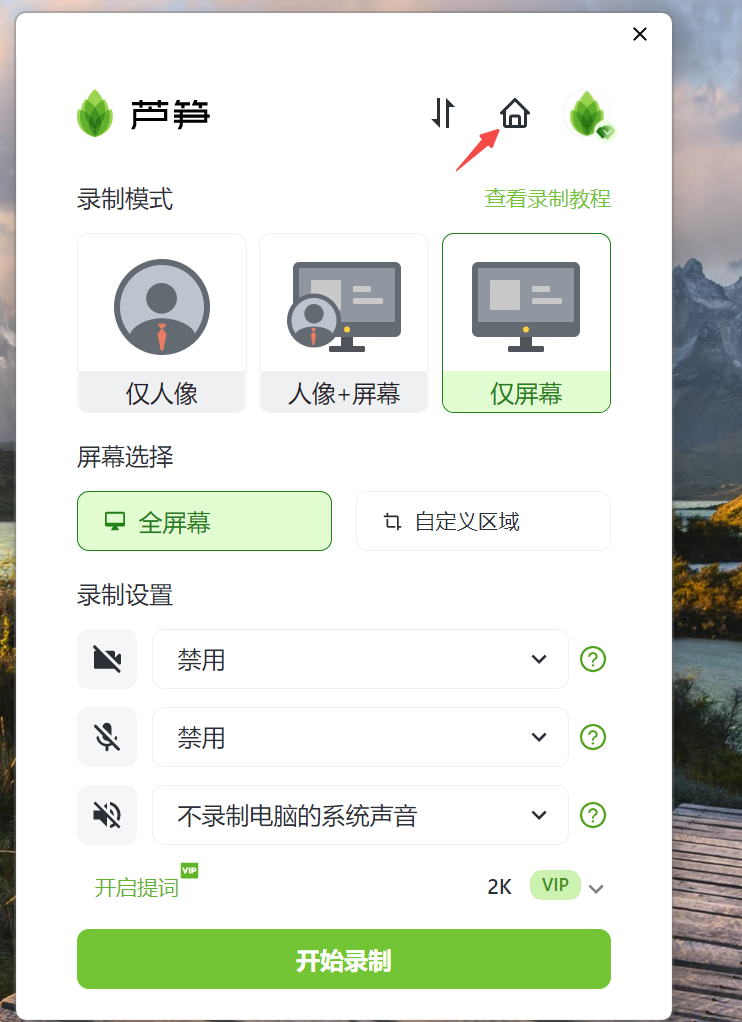 芦笋
录制模式
查看录制教程
仅人像
人像+屏幕
仅屏幕
屏幕选择
全屏幕
自定义区域
录制设置
禁用
?
禁用
?
不录制电脑的系统声音
?
开启提词 VIP
2K VIP
开始录制